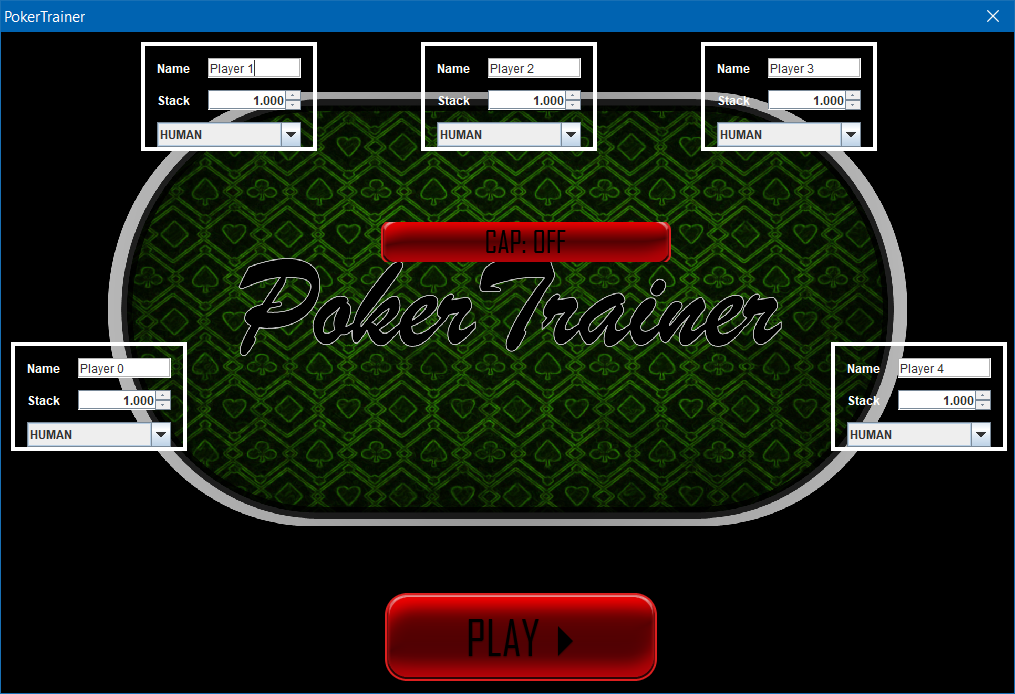 PokerTrainer
Name Player 1
Stack 1.000
HUMAN
Name Player 2
Stack 1.000
HUMAN
Name Player 3
Stack 1.000
HUMAN
CAP: OFF
Poker Trainer
Name Player 0
Stack 1.000
HUMAN
Name Player 4
Stack 1.000
HUMAN
PLAY